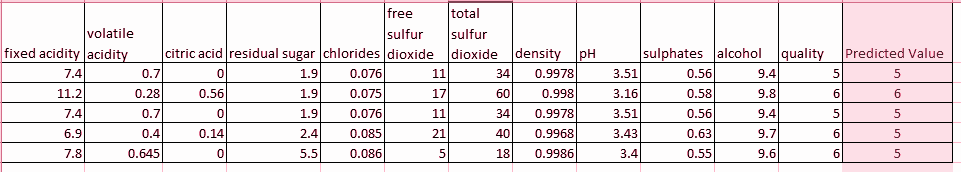 fixed acidity volatile acidity citric acid residual sugar chlorides free sulfur dioxide total sulfur dioxide density pH sulphates alcohol quality Predicted Value
7.4 0.7 0 1.9 0.076 11 34 0.9978 3.51 0.56 9.4 5 5
11.2 0.28 0.56 1.9 0.075 17 60 0.998 3.16 0.58 9.8 6 6
7.4 0.7 0 1.9 0.076 11 34 0.9978 3.51 0.56 9.4 5 5
6.9 0.4 0.14 2.4 0.085 21 40 0.9968 3.43 0.63 9.7 6 5
7.8 0.645 0 5.5 0.086 5 18 0.9986 3.4 0.55 9.6 6 5